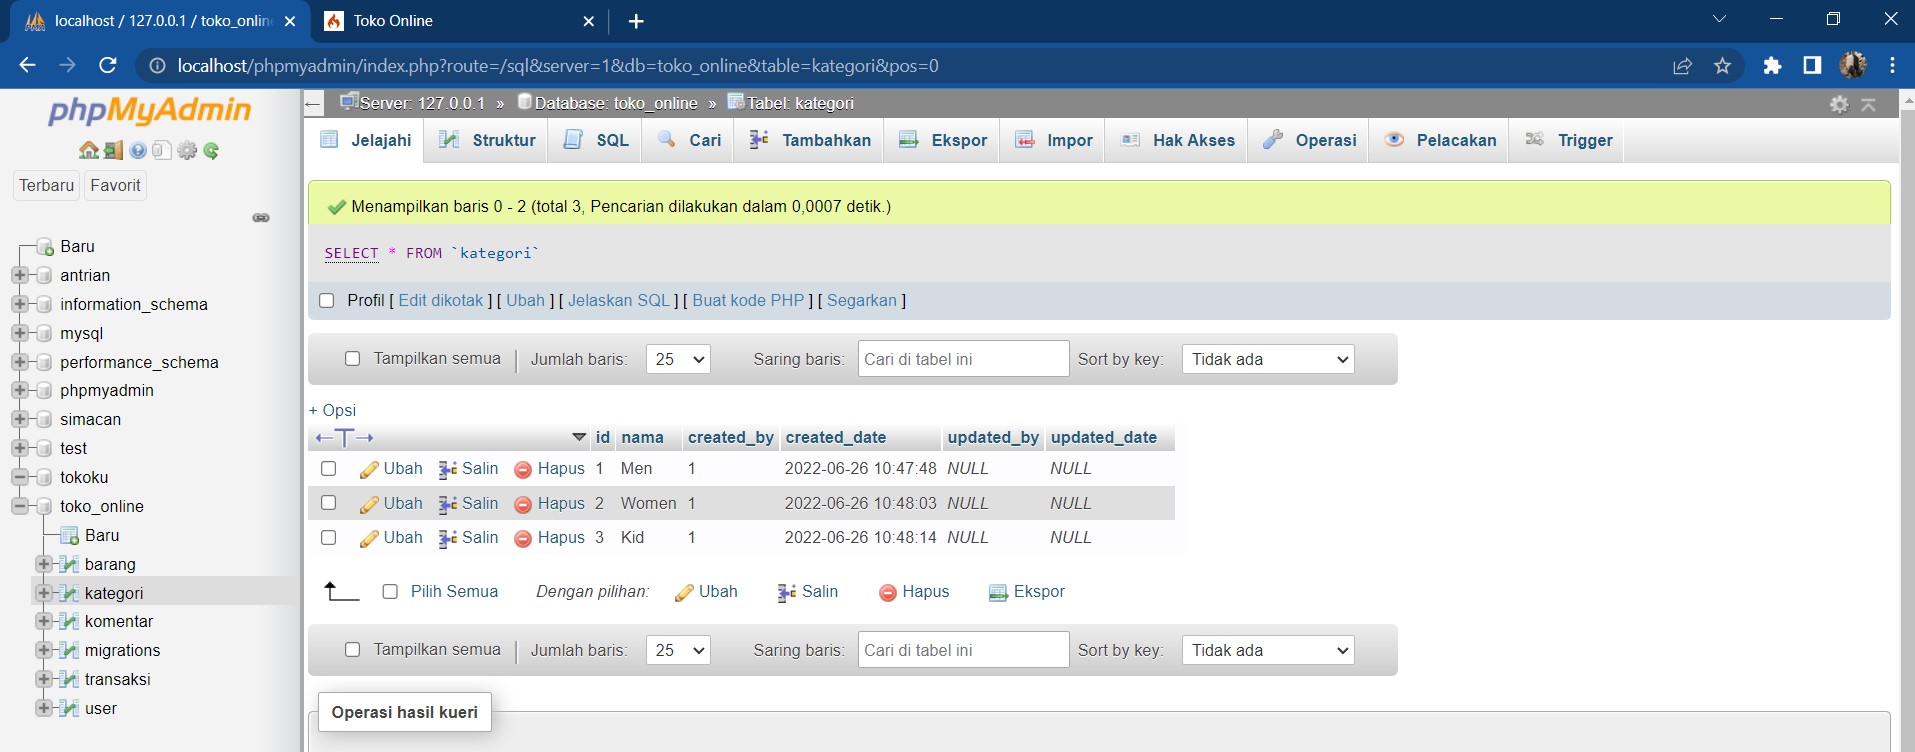 localhost / 127.0.0.1 / toko_onlin
Toko Online
localhost/phpmyadmin/index.php?route=/sql&server=1&db=toko_online&table=kategori&pos=0
phpMyAdmin
Terbaru Favorit
Baru
antrian
information_schema
mysql
performance_schema
phpmyadmin
simacan
test
tokoku
toko_online
Baru
barang
kategori
komentar
migrations
transaksi
user
Server: 127.0.0.1 » Database: toko_online » Tabel: kategori
Jelajahi Struktur SQL Cari Tambahkan Ekspor Impor Hak Akses Operasi Pelacakan Trigger
Menampilkan baris 0 - 2 (total 3, Pencarian dilakukan dalam 0,0007 detik.)
SELECT * FROM `kategori`
Profil [ Edit dikotak ] [ Ubah ] [ Jelaskan SQL ] [ Buat kode PHP ] [ Segarkan ]
Tampilkan semua Jumlah baris: 25 Saring baris: Cari di tabel ini Sort by key: Tidak ada
+ Opsi
←T→ id nama created_by created_date updated_by updated_date
Ubah Salin Hapus 1 Men 1 2022-06-26 10:47:48 NULL NULL
Ubah Salin Hapus 2 Women 1 2022-06-26 10:48:03 NULL NULL
Ubah Salin Hapus 3 Kid 1 2022-06-26 10:48:14 NULL NULL
Pilih Semua Dengan pilihan: Ubah Salin Hapus Ekspor
Tampilkan semua Jumlah baris: 25 Saring baris: Cari di tabel ini Sort by key: Tidak ada
Operasi hasil kueri